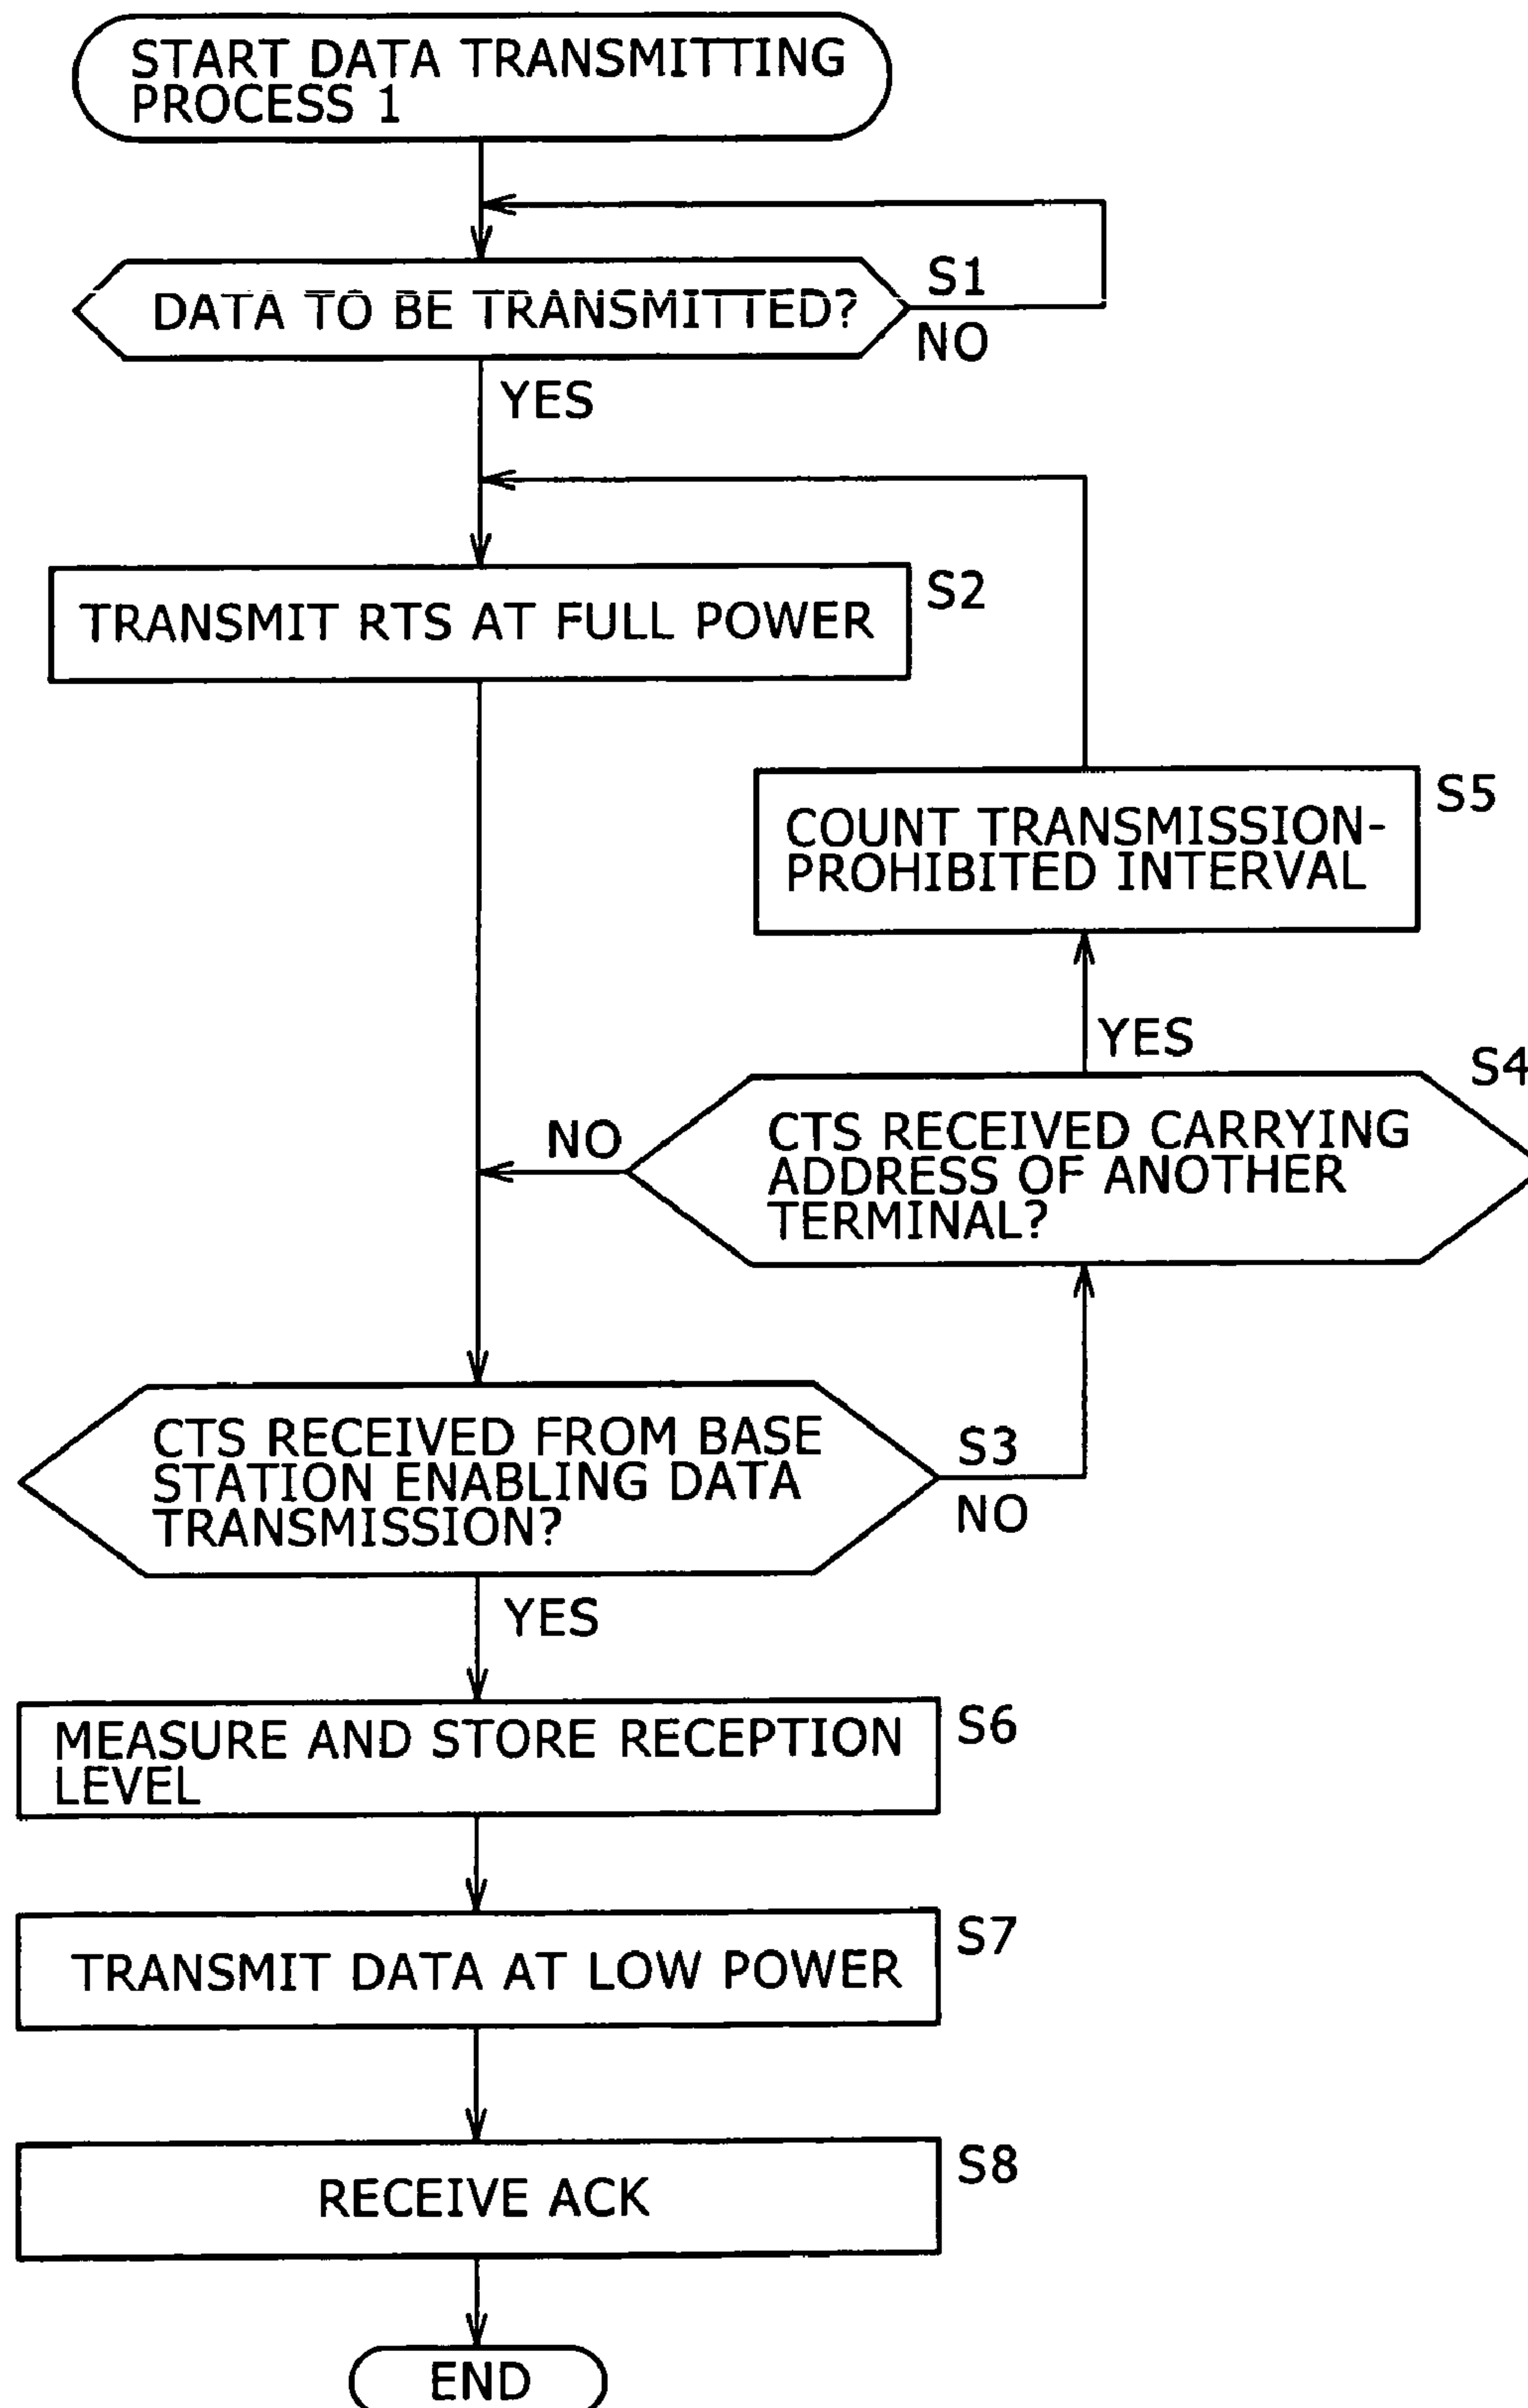 START DATA TRANSMITTING
PROCESS 1
DATA TO BE TRANSMITTED?
S1
NO
YES
TRANSMIT RTS AT FULL POWER
S2
COUNT TRANSMISSION-
PROHIBITED INTERVAL
S5
YES
S4
CTS RECEIVED CARRYING
ADDRESS OF ANOTHER
TERMINAL?
NO
CTS RECEIVED FROM BASE
STATION ENABLING DATA
TRANSMISSION?
S3
NO
YES
MEASURE AND STORE RECEPTION
LEVEL
S6
TRANSMIT DATA AT LOW POWER
S7
RECEIVE ACK
S8
END